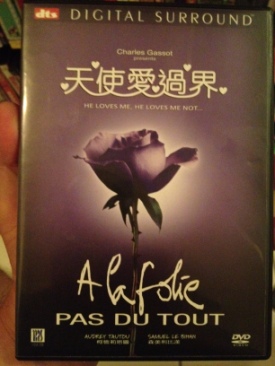 dts DIGITAL SURROUND
Charles Gassot
presents
天使愛過界
HE LOVES ME, HE LOVES ME NOT...
A la folie
PAS DU TOUT
AUDREY TAUTOU SAMUEL LE BIHAN
DVD